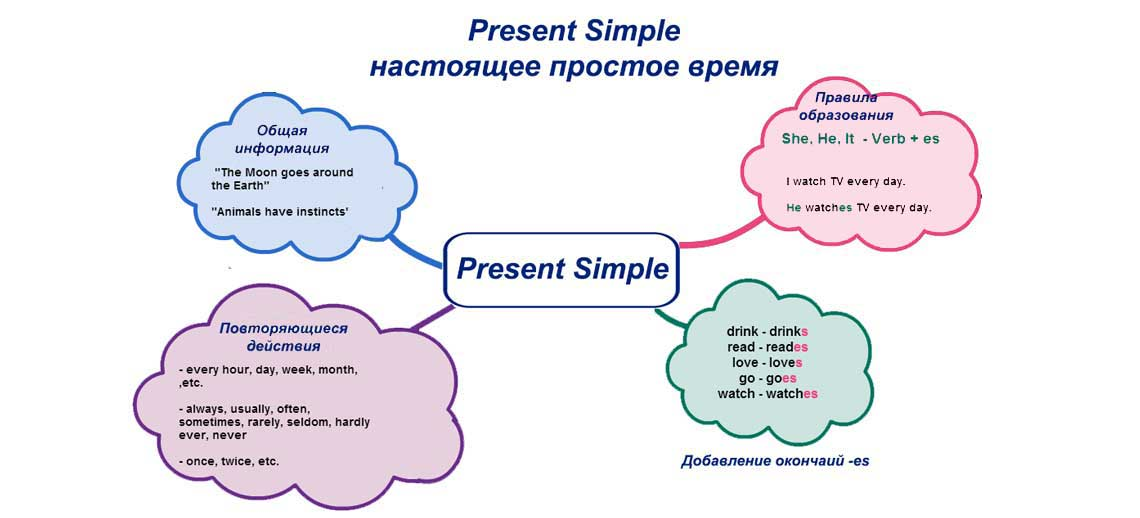 Present Simple
настоящее простое время
Общая
информация
"The Moon goes around
the Earth"
"Animals have instincts'
Правила
образования
She, He, It - Verb + es
I watch TV every day.
He watches TV every day.
Present Simple
Повторяющиеся
действия
- every hour, day, week, month,
,etc.
- always, usually, often,
sometimes, rarely, seldom, hardly
ever, never
- once, twice, etc.
drink - drinks
read - reades
love - loves
go - goes
watch - watches
Добавление окончаий -es